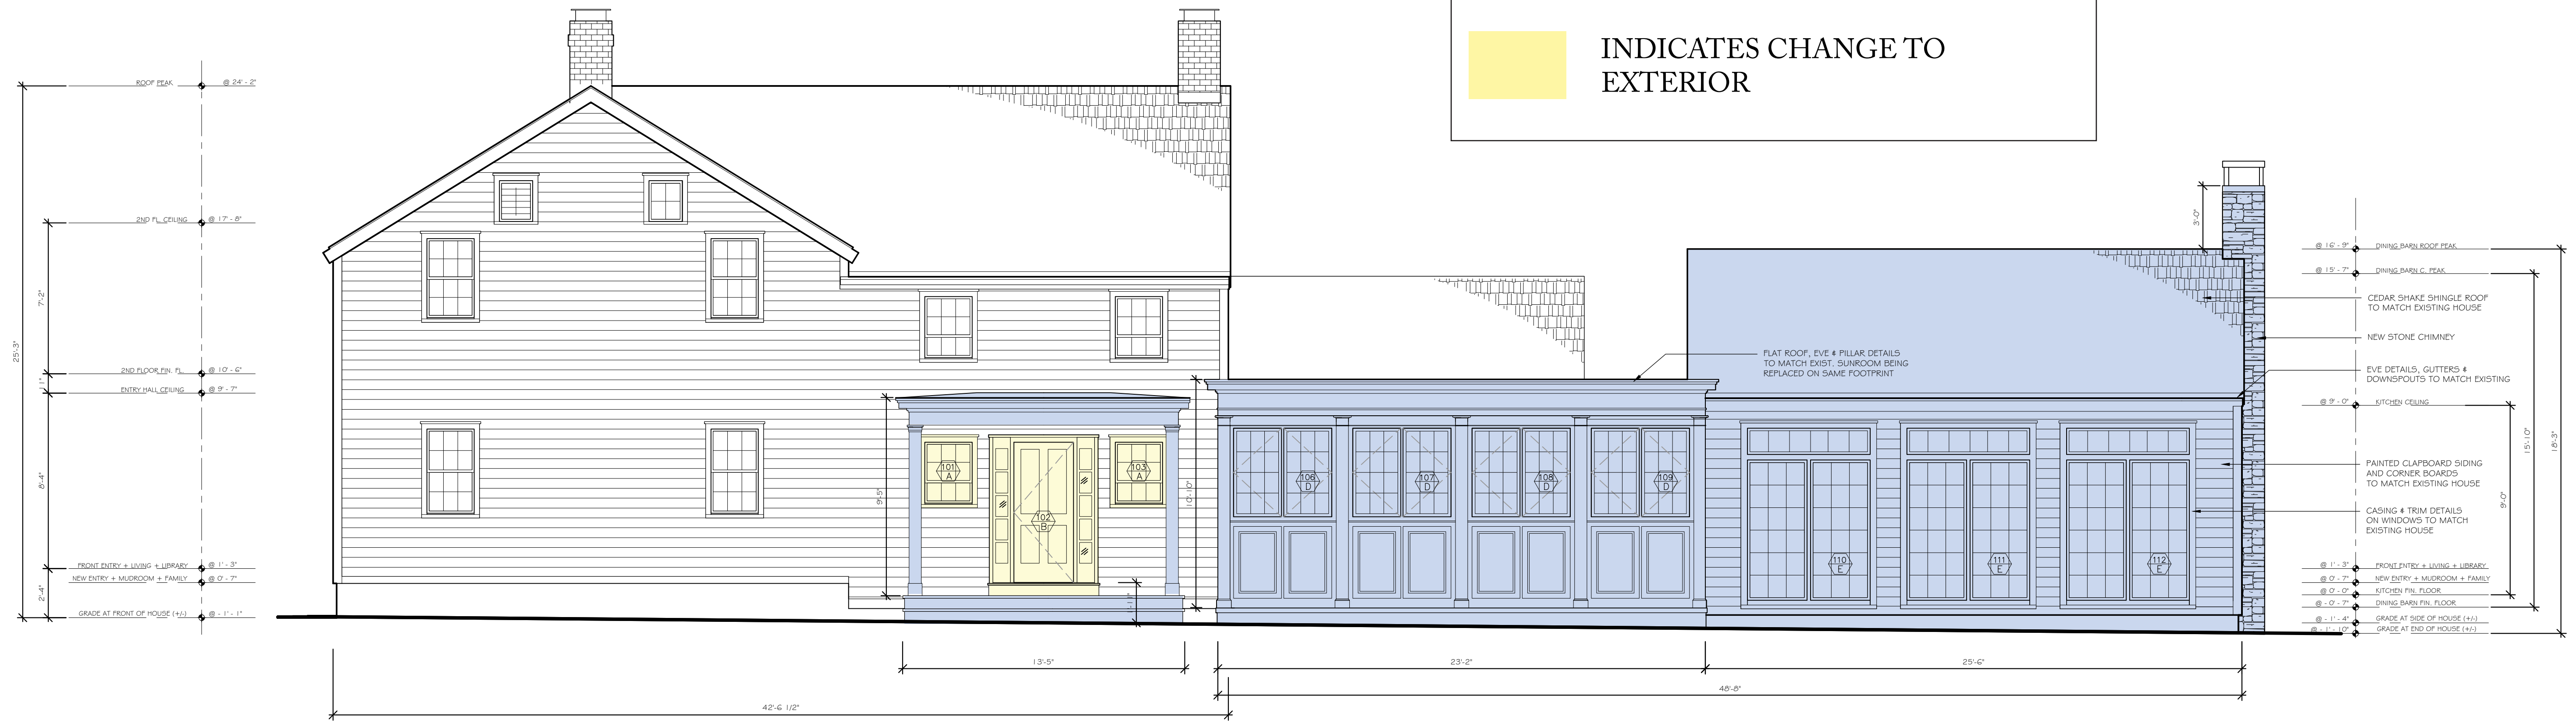 INDICATES CHANGE TO
EXTERIOR
ROOF PEAK @ 24' - 2"
2ND FL. CEILING @ 17' - 8"
2ND FLOOR FIN. FL. @ 10' - 6"
ENTRY HALL CEILING @ 9' - 7"
FRONT ENTRY + LIVING + LIBRARY @ 1' - 3"
NEW ENTRY + MUDROOM + FAMILY @ 0' - 7"
GRADE AT FRONT OF HOUSE (+/-) @ - 1' - 1"
25'-3"
7'-2"
11"
8'-4"
2'-4"
101
A
102
B
103
A
9'-5"
10'-10"
1'-11"
106
D
107
D
108
D
109
D
110
E
111
E
112
E
FLAT ROOF, EVE & PILLAR DETAILS
TO MATCH EXIST. SUNROOM BEING
REPLACED ON SAME FOOTPRINT
3'-0"
@ 16' - 9" DINING BARN ROOF PEAK
@ 15' - 7" DINING BARN C. PEAK
CEDAR SHAKE SHINGLE ROOF
TO MATCH EXISTING HOUSE
NEW STONE CHIMNEY
EVE DETAILS, GUTTERS &
DOWNSPOUTS TO MATCH EXISTING
@ 9' - 0" KITCHEN CEILING
PAINTED CLAPBOARD SIDING
AND CORNER BOARDS
TO MATCH EXISTING HOUSE
CASING & TRIM DETAILS
ON WINDOWS TO MATCH
EXISTING HOUSE
@ 1' - 3" FRONT ENTRY + LIVING + LIBRARY
@ 0' - 7" NEW ENTRY + MUDROOM + FAMILY
@ 0' - 0" KITCHEN FIN. FLOOR
@ - 0' - 7" DINING BARN FIN. FLOOR
@ - 1' - 4" GRADE AT SIDE OF HOUSE (+/-)
@ - 1' - 10" GRADE AT END OF HOUSE (+/-)
9'-0"
15'-10"
18'-3"
13'-5"
23'-2"
25'-6"
48'-8"
42'-6 1/2"